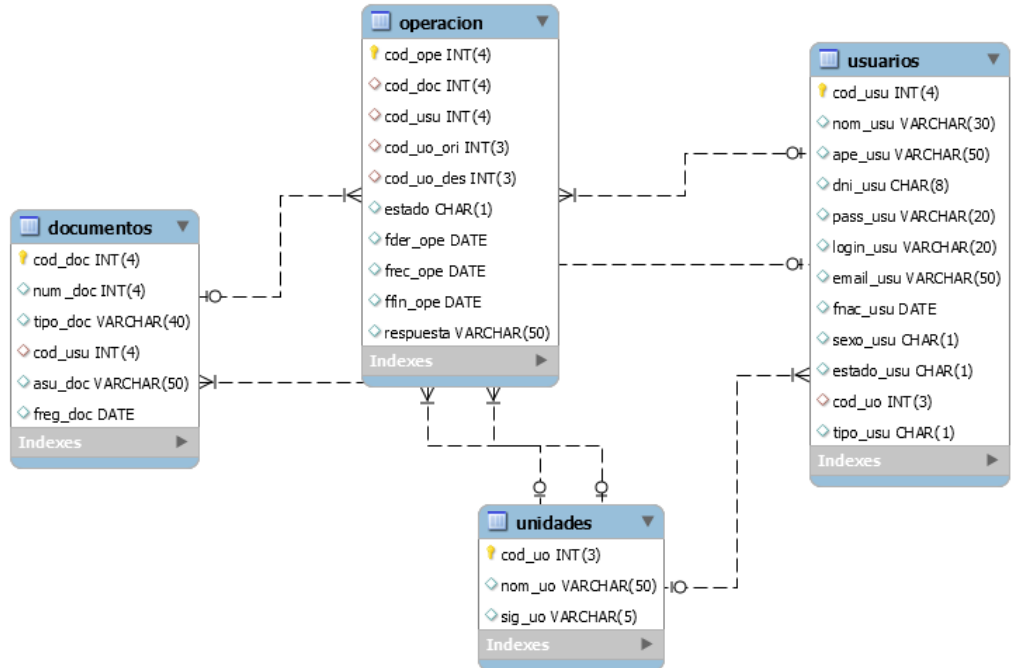 operacion
cod_ope INT(4)
cod_doc INT(4)
cod_usu INT(4)
cod_uo_ori INT(3)
cod_uo_des INT(3)
estado CHAR(1)
fder_ope DATE
frec_ope DATE
ffin_ope DATE
respuesta VARCHAR(50)
Indexes
usuarios
cod_usu INT(4)
nom_usu VARCHAR(30)
ape_usu VARCHAR(50)
dni_usu CHAR(8)
pass_usu VARCHAR(20)
login_usu VARCHAR(20)
email_usu VARCHAR(50)
fnac_usu DATE
sexo_usu CHAR(1)
estado_usu CHAR(1)
cod_uo INT(3)
tipo_usu CHAR(1)
Indexes
documentos
cod_doc INT(4)
num_doc INT(4)
tipo_doc VARCHAR(40)
cod_usu INT(4)
asu_doc VARCHAR(50)
freg_doc DATE
Indexes
unidades
cod_uo INT(3)
nom_uo VARCHAR(50)
sig_uo VARCHAR(5)
Indexes